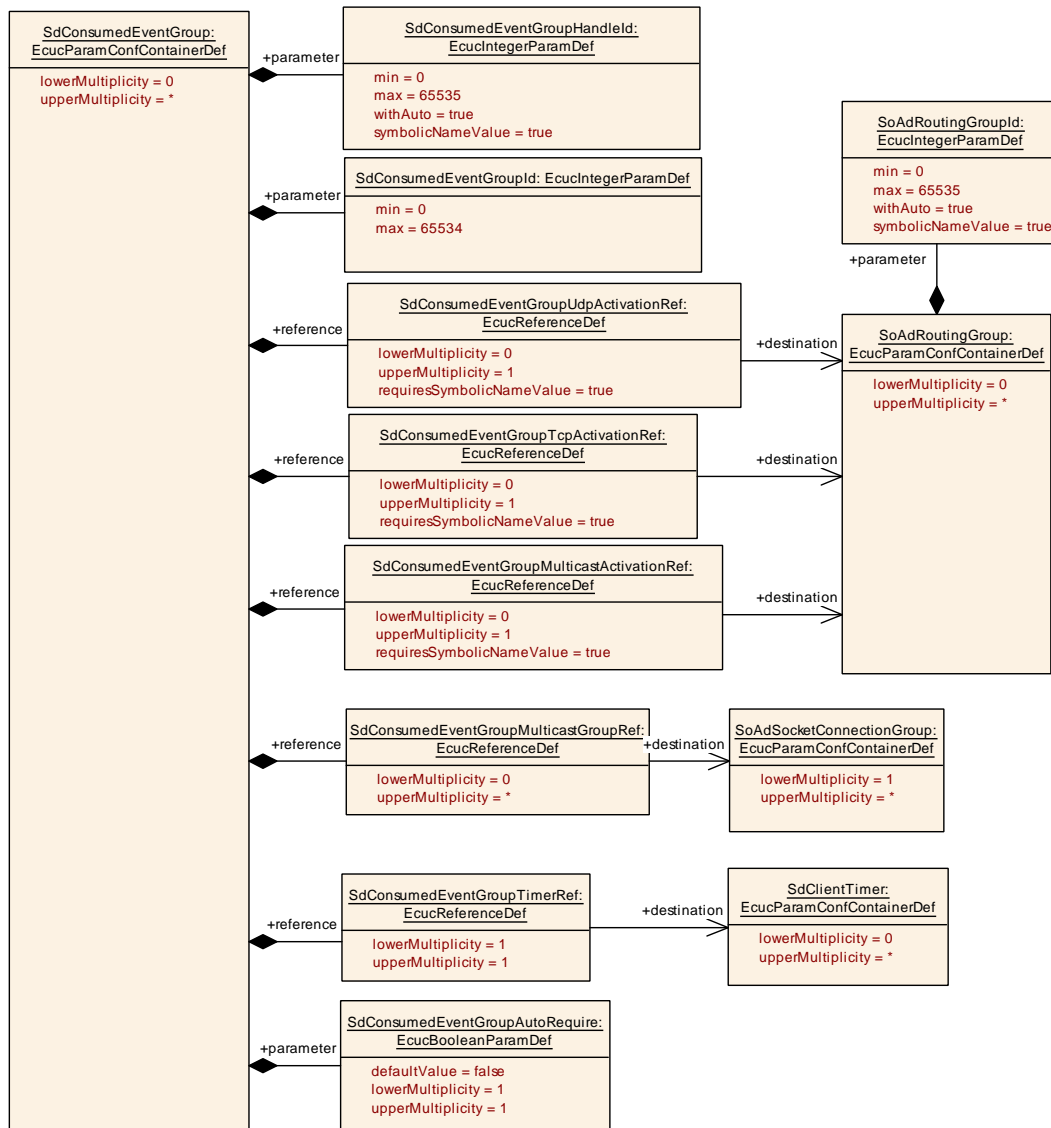 SdConsumedEventGroup:
EcucParamConfContainerDef
lowerMultiplicity = 0
upperMultiplicity = *
+parameter
SdConsumedEventGroupHandleId:
EcucIntegerParamDef
min = 0
max = 65535
withAuto = true
symbolicNameValue = true
+parameter
SdConsumedEventGroupId: EcucIntegerParamDef
min = 0
max = 65534
SoAdRoutingGroupId:
EcucIntegerParamDef
min = 0
max = 65535
withAuto = true
symbolicNameValue = true
+parameter
+reference
SdConsumedEventGroupUdpActivationRef:
EcucReferenceDef
lowerMultiplicity = 0
upperMultiplicity = 1
requiresSymbolicNameValue = true
+destination
SoAdRoutingGroup:
EcucParamConfContainerDef
lowerMultiplicity = 0
upperMultiplicity = *
+reference
SdConsumedEventGroupTcpActivationRef:
EcucReferenceDef
lowerMultiplicity = 0
upperMultiplicity = 1
requiresSymbolicNameValue = true
+destination
+reference
SdConsumedEventGroupMulticastActivationRef:
EcucReferenceDef
lowerMultiplicity = 0
upperMultiplicity = 1
requiresSymbolicNameValue = true
+destination
+reference
SdConsumedEventGroupMulticastGroupRef:
EcucReferenceDef
lowerMultiplicity = 0
upperMultiplicity = *
+destination
SoAdSocketConnectionGroup:
EcucParamConfContainerDef
lowerMultiplicity = 1
upperMultiplicity = *
+reference
SdConsumedEventGroupTimerRef:
EcucReferenceDef
lowerMultiplicity = 1
upperMultiplicity = 1
+destination
SdClientTimer:
EcucParamConfContainerDef
lowerMultiplicity = 0
upperMultiplicity = *
+parameter
SdConsumedEventGroupAutoRequire:
EcucBooleanParamDef
defaultValue = false
lowerMultiplicity = 1
upperMultiplicity = 1